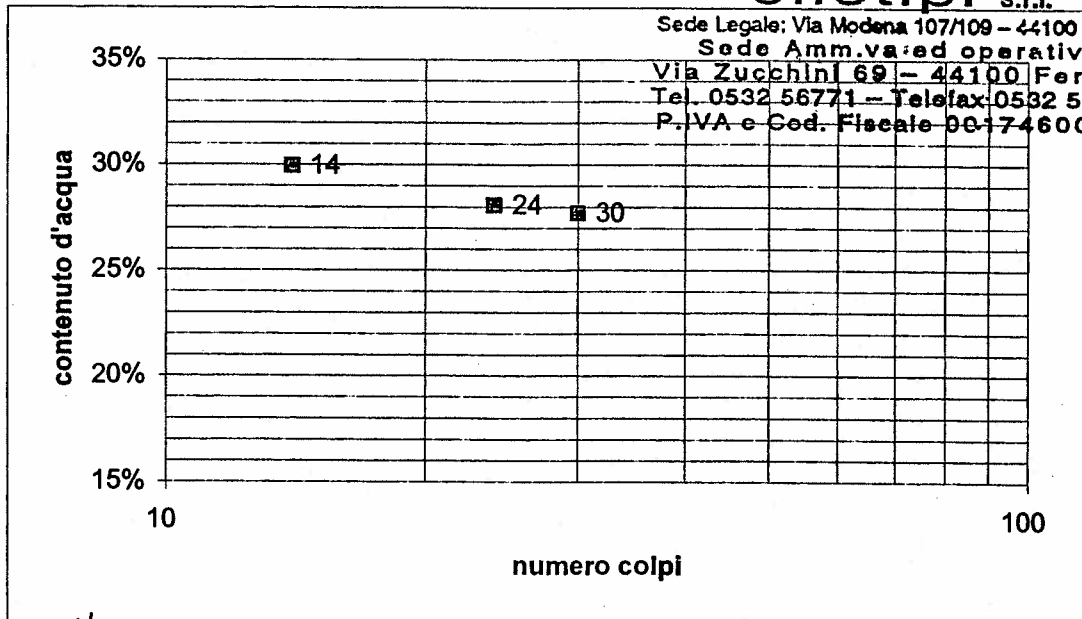 s.r.l.
Sede Legale: Via Modena 107/109 – 44100
Sede Amm.va ed operativ
Via Zucchini 69 – 44100 Fer
Tel. 0532 56771 – Telefax 0532 5
P.IVA e Cod. Fiscale 00174600
35%
30%
25%
20%
15%
contenuto d'acqua
14
24
30
10
100
numero colpi